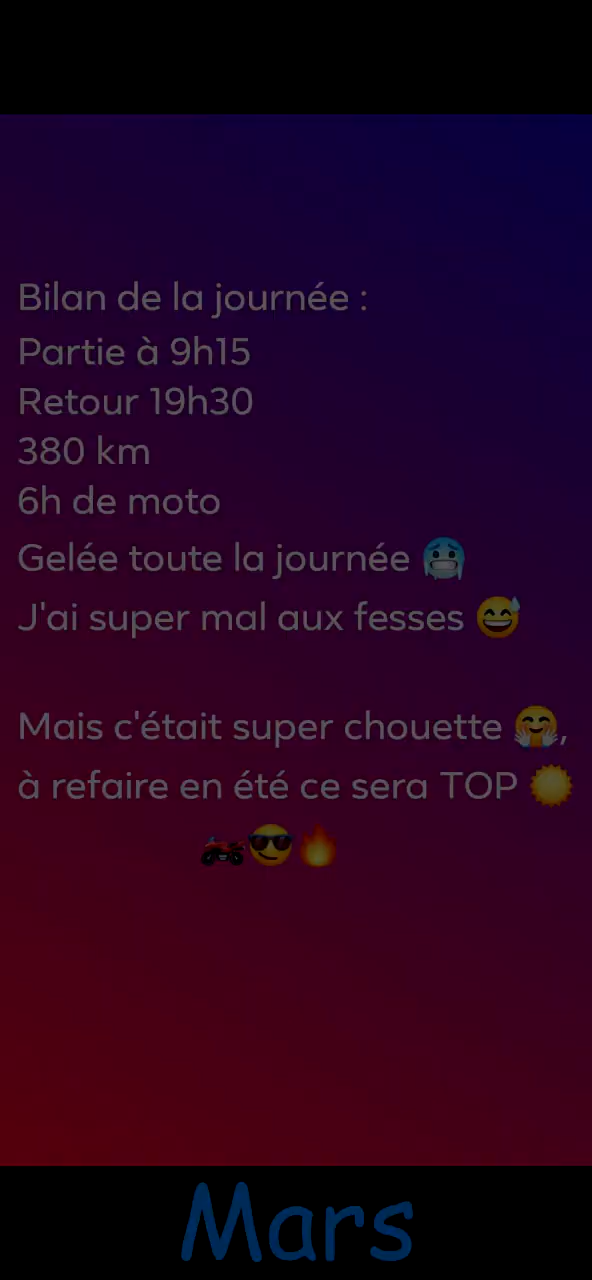 Bilan de la journée :
Partie à 9h15
Retour 19h30
380 km
6h de moto
Gelée toute la journée 🥶
J'ai super mal aux fesses 😅
Mais c'était super chouette 🤗,
à refaire en été ce sera TOP ☀️
🏍️😎🔥
Mars